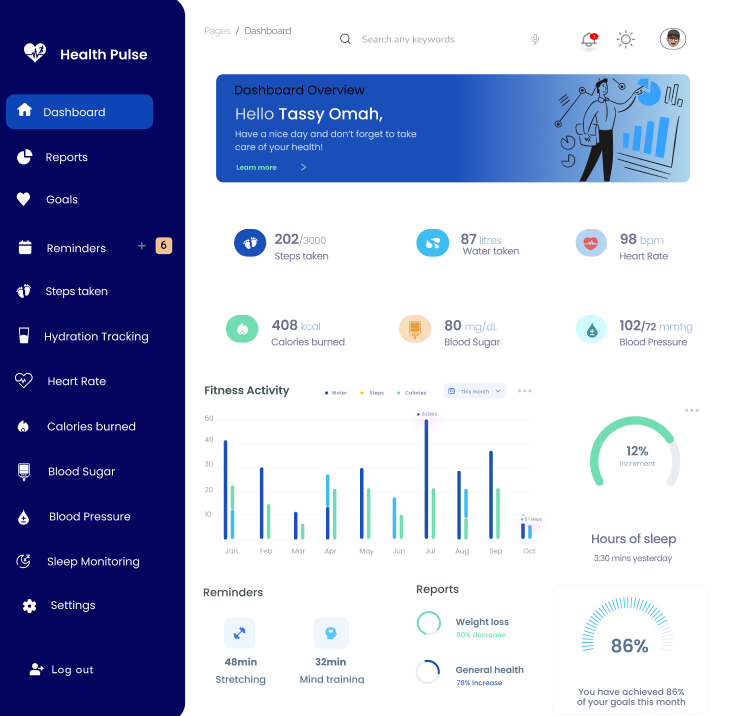 Health Pulse
Dashboard
Reports
Goals
Reminders + 6
Steps taken
Hydration Tracking
Heart Rate
Calories burned
Blood Sugar
Blood Pressure
Sleep Monitoring
Settings
Log out
Pages / Dashboard
Search any keywords
1
Dashboard Overview
Hello Tassy Omah,
Have a nice day and don't forget to take
care of your health!
Learn more >
202/3000
Steps taken
87 litres
Water taken
98 bpm
Heart Rate
408 kcal
Calories burned
80 mg/dL
Blood Sugar
102/72 mmhg
Blood Pressure
Fitness Activity
Water Steps Calories
This month
50
40
30
20
10
Jan Feb Mar Apr May Jun Jul Aug Sep Oct
12%
Increment
Hours of sleep
3:30 mins yesterday
Reminders
48min
Stretching
32min
Mind training
Reports
Weight loss
60% decrease
General health
78% Increase
86%
You have achieved 86%
of your goals this month